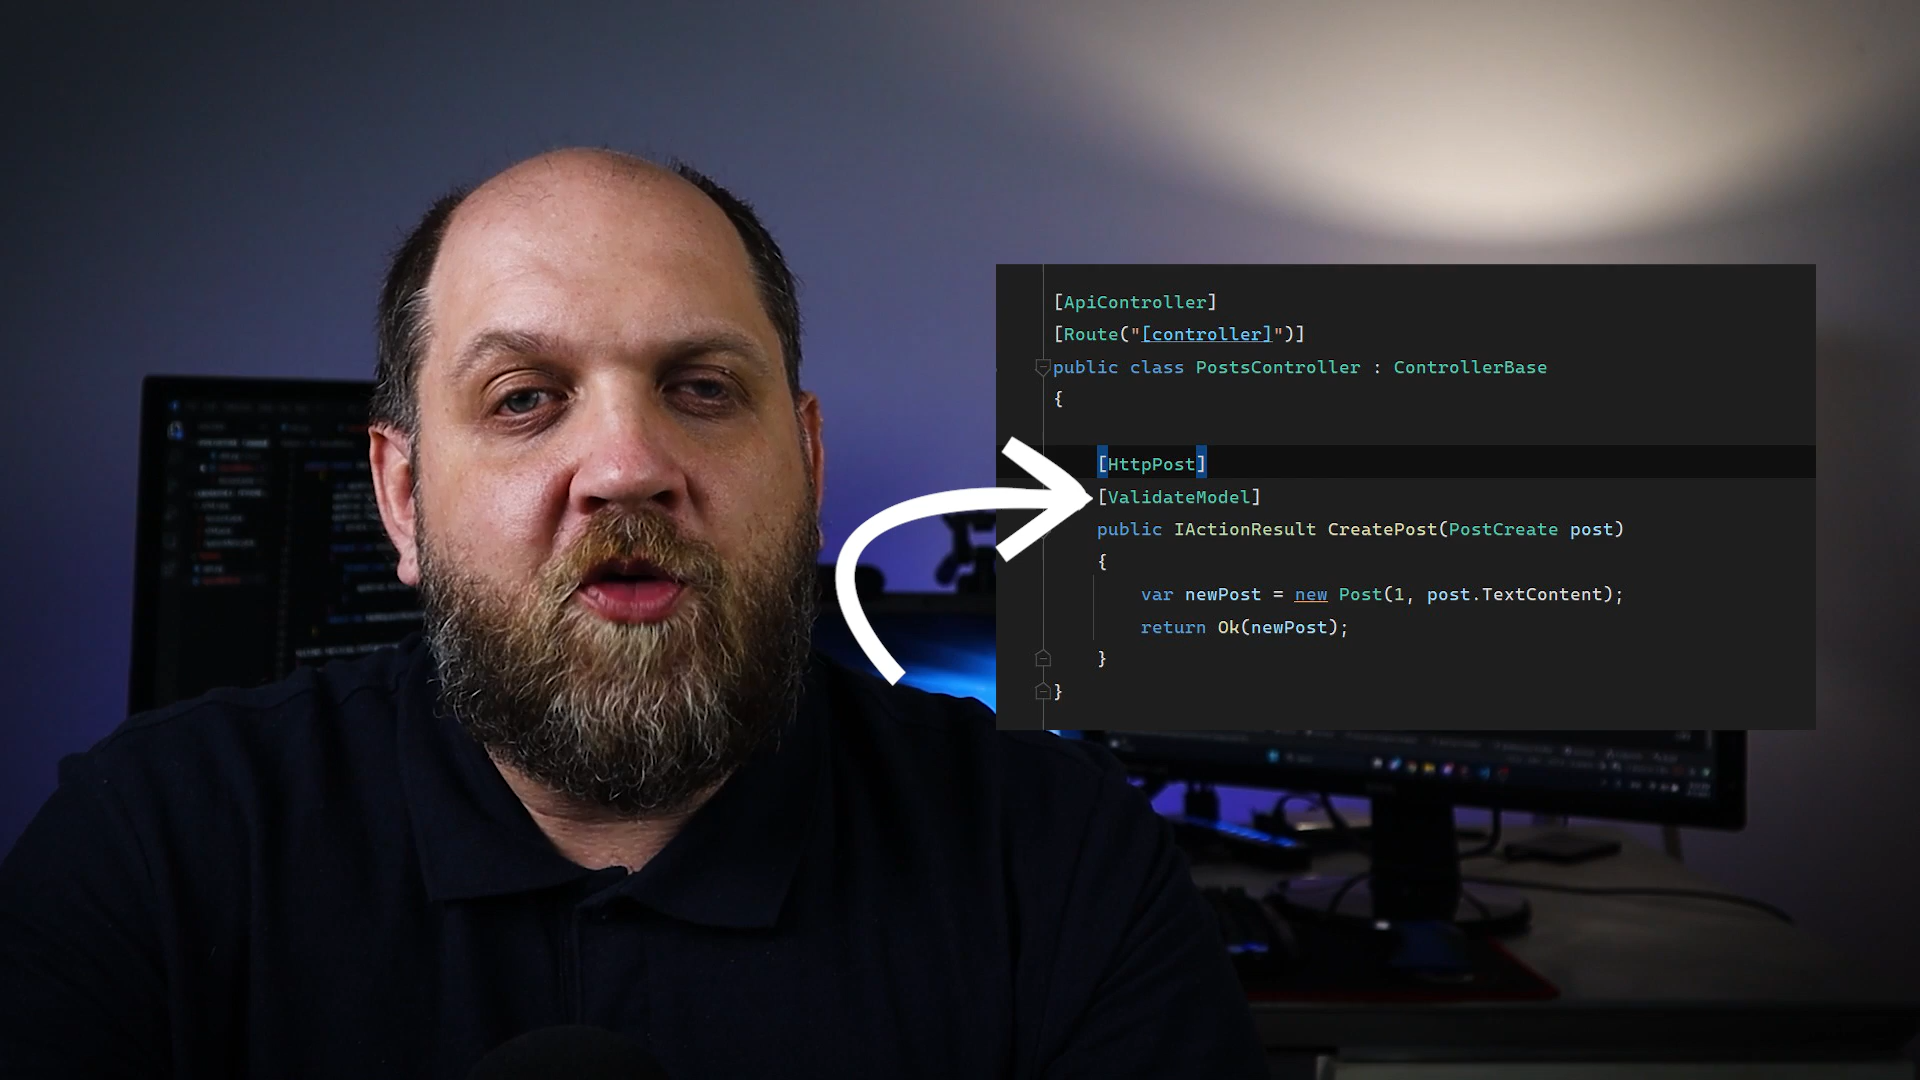 [ApiController]
[Route("[controller]")]
public class PostsController : ControllerBase
{
[HttpPost]
[ValidateModel]
public IActionResult CreatePost(PostCreate post)
{
var newPost = new Post(1, post.TextContent);
return Ok(newPost);
}
}